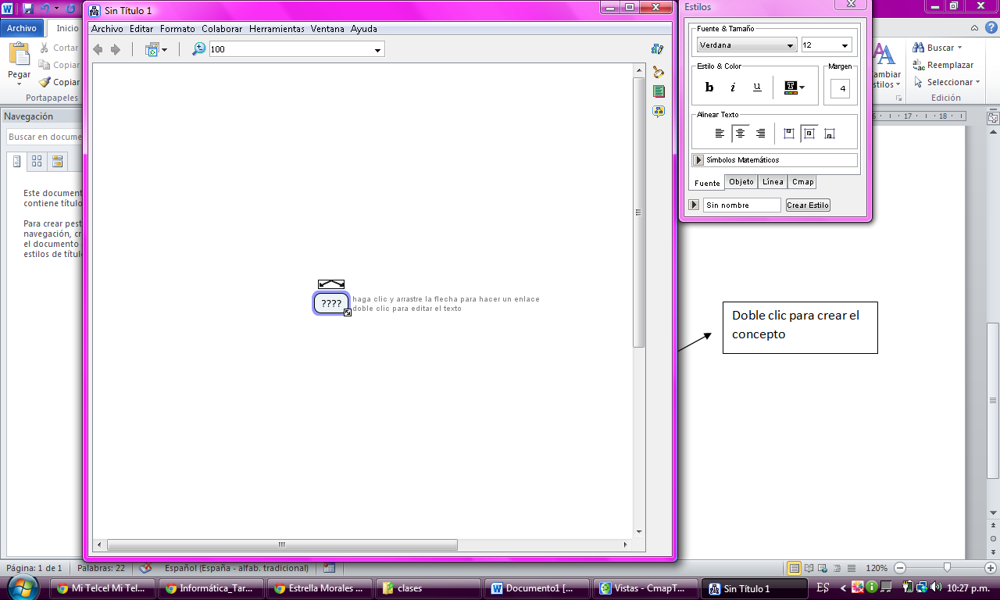 Sin Título 1
Archivo Editar Formato Colaborar Herramientas Ventana Ayuda
100
????
haga clic y arrastre la flecha para hacer un enlace
doble clic para editar el texto
Estilos
Fuente & Tamaño
Verdana
12
Estilo & Color
Margen
b i u
T
4
Alinear Texto
Símbolos Matemáticos
Fuente Objeto Línea Cmap
Sin nombre
Crear Estilo
Archivo
Inicio
Pegar
Cortar
Copiar
Copiar
Portapapeles
Navegación
Buscar en docume
Este document
contiene título
Para crear pest
navegación, cr
el documento
estilos de títul
Buscar
Reemplazar
Seleccionar
Edición
mbiar
stilos
17 18
Doble clic para crear el
concepto
Página: 1 de 1
Palabras: 22
Español (España - alfab. tradicional)
120%
Mi Telcel Mi Tel...
Informática_Tar...
Estrella Morales ...
clases
Documento1 [...
Vistas - CmapT...
Sin Título 1
ES
10:27 p.m.